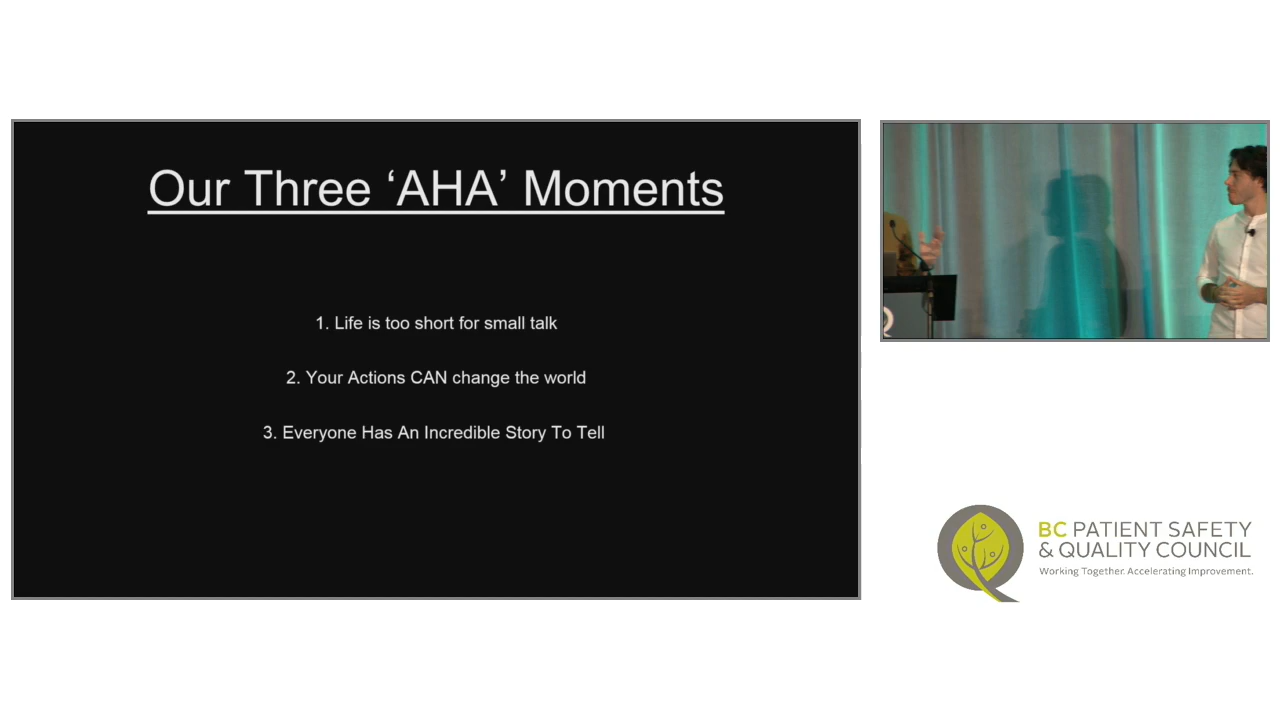 Our Three ‘AHA’ Moments
1. Life is too short for small talk
2. Your Actions CAN change the world
3. Everyone Has An Incredible Story To Tell
BC PATIENT SAFETY
& QUALITY COUNCIL
Working Together. Accelerating Improvement.